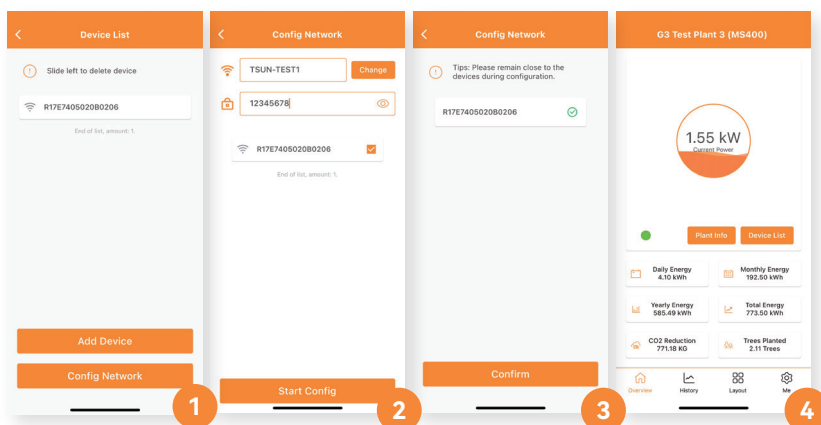 Device List
Slide left to delete device
R17E7405020B0206
End of list, amount: 1.
Add Device
Config Network
1
Config Network
TSUN-TEST1
Change
12345678
R17E7405020B0206
End of list, amount: 1.
Start Config
2
Config Network
Tips: Please remain close to the
devices during configuration.
R17E7405020B0206
Confirm
3
G3 Test Plant 3 (MS400)
1.55 kW
Current Power
Plant Info
Device List
Daily Energy
4.10 kWh
Monthly Energy
192.50 kWh
Yearly Energy
585.49 kWh
Total Energy
773.50 kWh
CO2 Reduction
771.18 KG
Trees Planted
2.11 Trees
Overview
History
Layout
Me
4